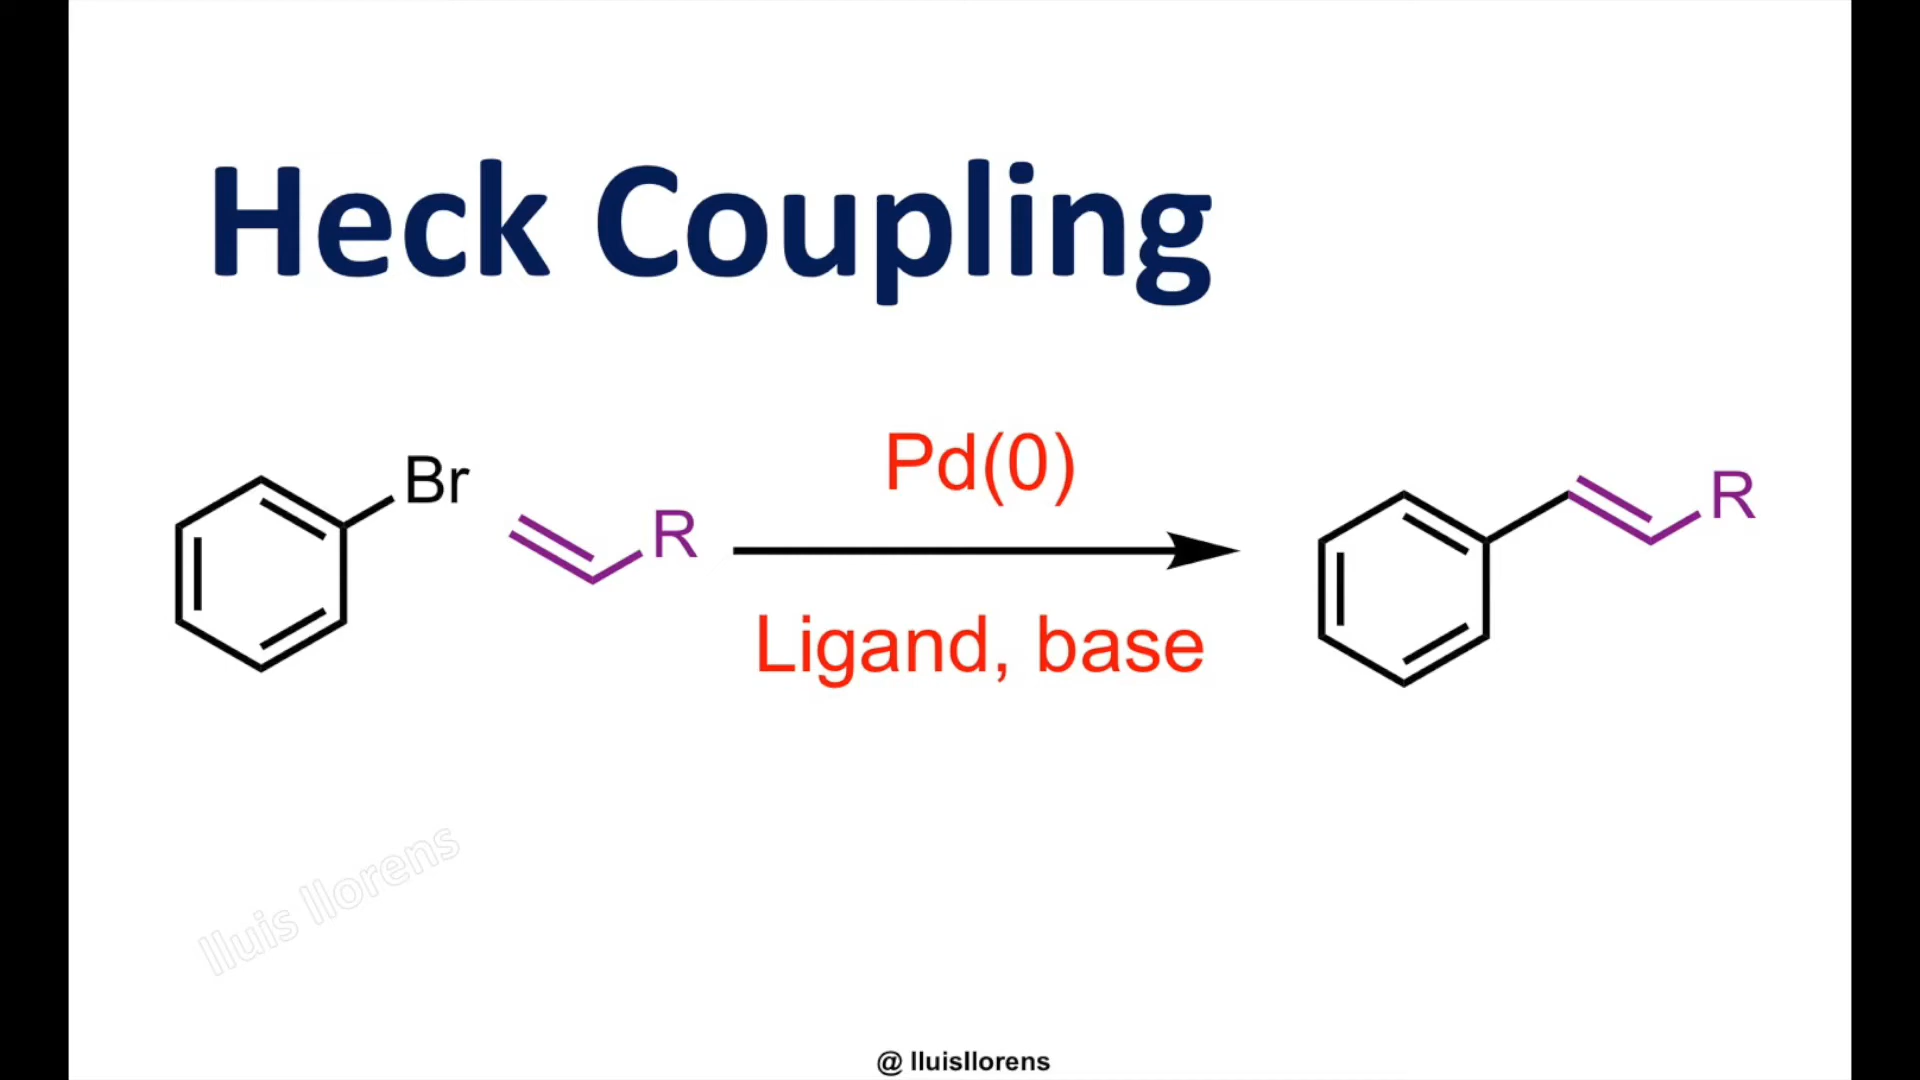 Heck Coupling
Br
R
Pd(0)
Ligand, base
R
lluis llorens
@ lluisllorens